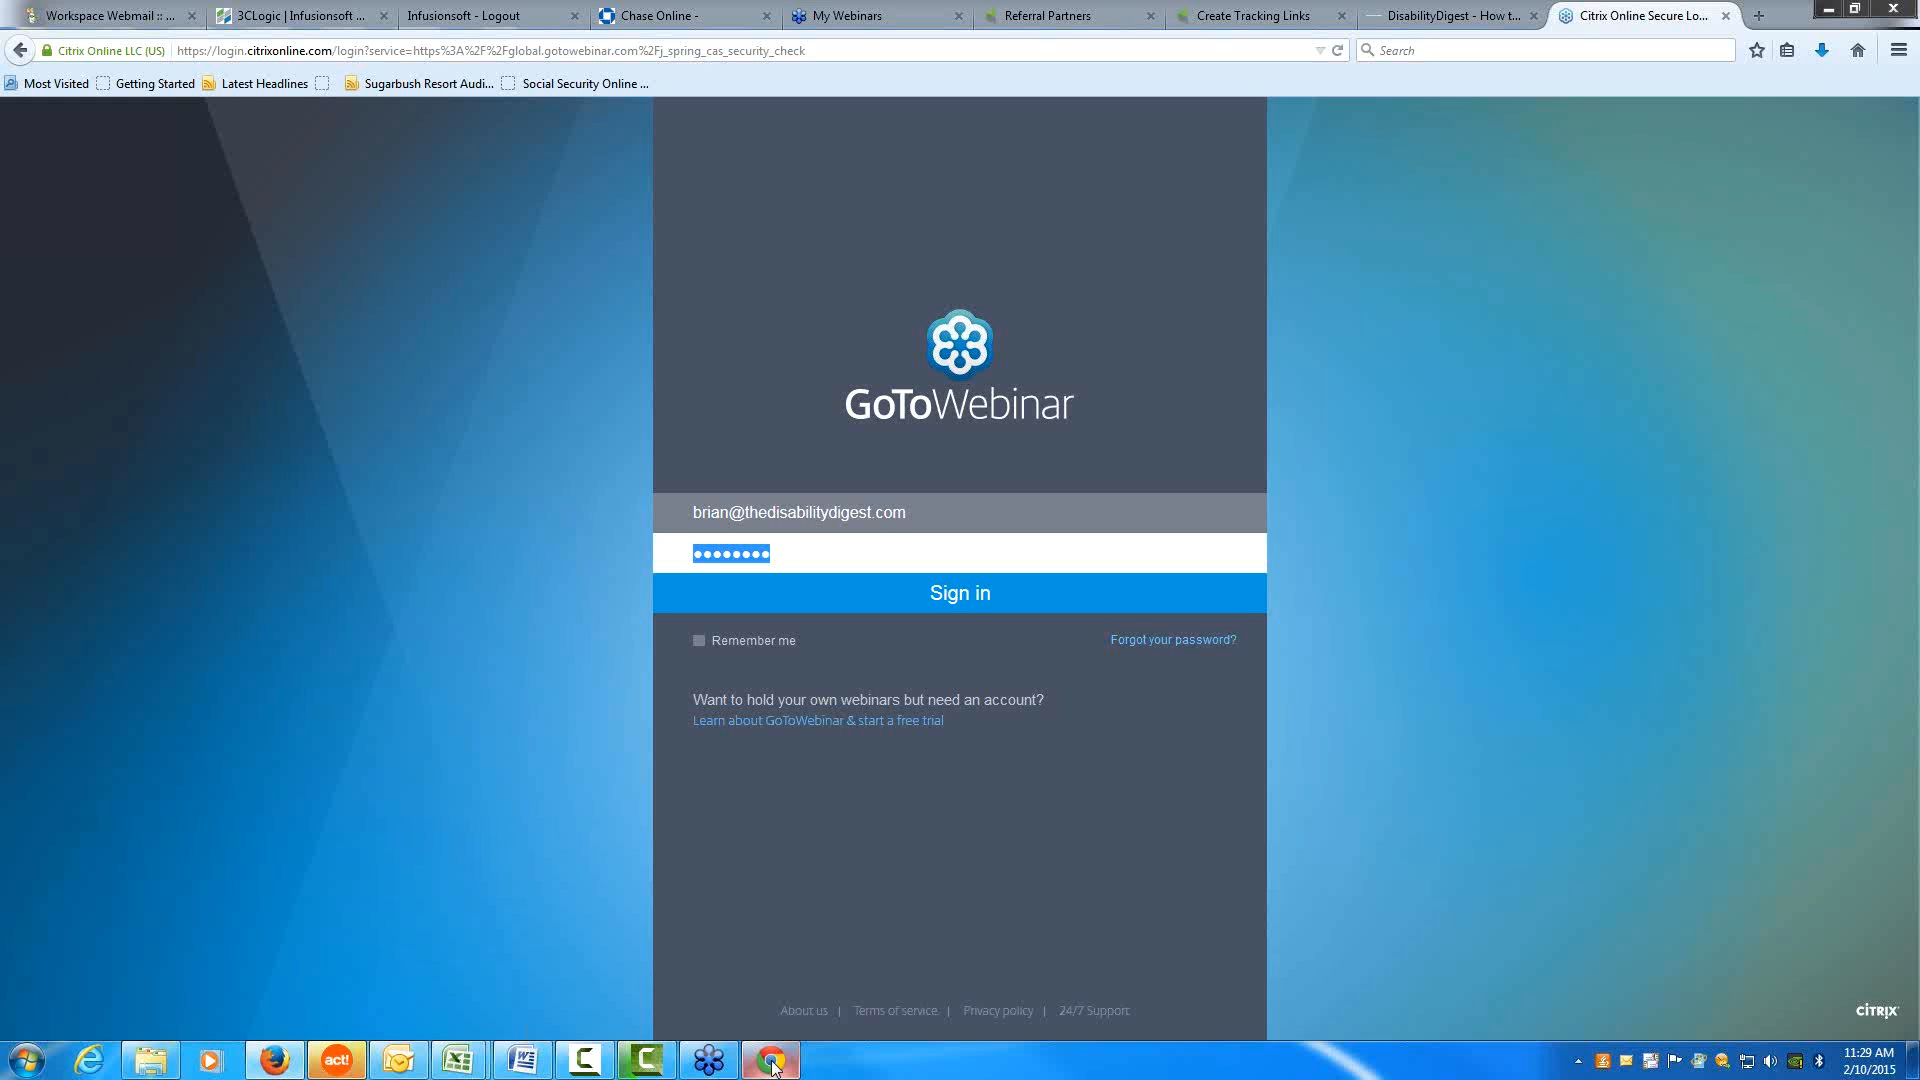 Workspace Webmail :: ...
3CLogic | Infusionsoft ...
Infusionsoft - Logout
Chase Online -
My Webinars
Referral Partners
Create Tracking Links
DisabilityDigest - How t...
Citrix Online Secure Lo...
Citrix Online LLC (US)
https://login.citrixonline.com/login?service=https%3A%2F%2Fglobal.gotowebinar.com%2Fj_spring_cas_security_check
Search
Most Visited
Getting Started
Latest Headlines
Sugarbush Resort Audi...
Social Security Online ...
GoToWebinar
brian@thedisabilitydigest.com
Sign in
Remember me
Forgot your password?
Want to hold your own webinars but need an account?
Learn about GoToWebinar & start a free trial
About us | Terms of service | Privacy policy | 24/7 Support
CITRIX
act!
11:29 AM
2/10/2015